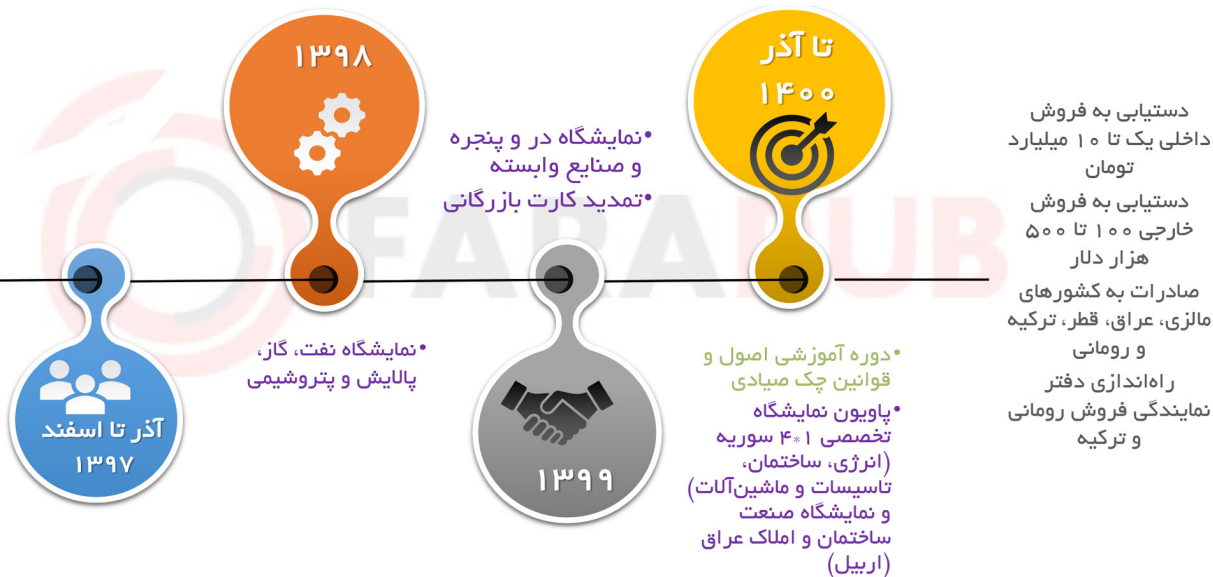 آذر تا اسفند
۱۳۹۷
۱۳۹۸
•نمایشگاه نفت، گاز،
پالایش و پتروشیمی
•نمایشگاه در و پنجره
و صنایع وابسته
•تمدید کارت بازرگانی
۱۳۹۹
تا آذر
۱۴۰۰
•دوره آموزشی اصول و
قوانین چک صیادی
•پاویون نمایشگاه
تخصصی ۱*۴ سوریه
(انرژی، ساختمان،
تاسیسات و ماشین‌آلات)
و نمایشگاه صنعت
ساختمان و املاک عراق
(اربیل)
دستیابی به فروش
داخلی یک تا ۱۰ میلیارد
تومان
دستیابی به فروش
خارجی ۱۰۰ تا ۵۰۰
هزار دلار
صادرات به کشورهای
مالزی، عراق، قطر، ترکیه
و رومانی
راه‌اندازی دفتر
نمایندگی فروش رومانی
و ترکیه
FARADUB